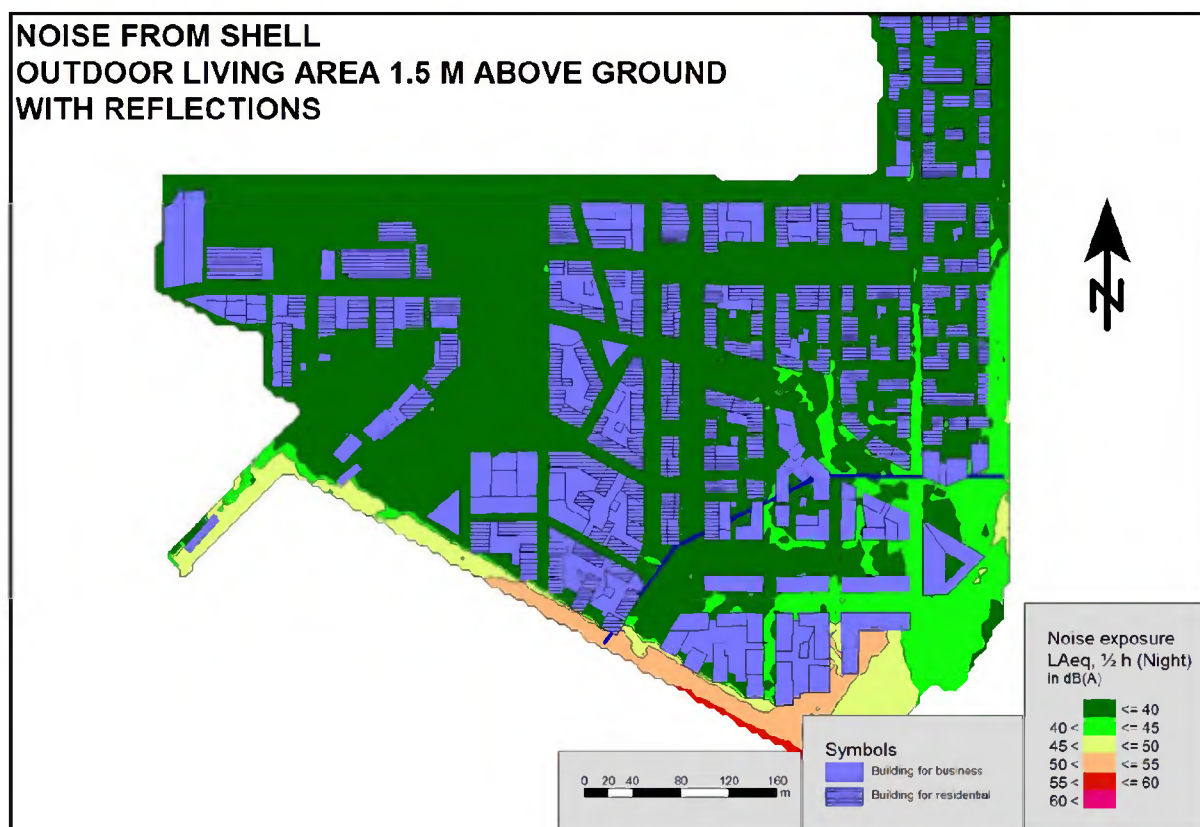 NOISE FROM SHELL
OUTDOOR LIVING AREA 1.5 M ABOVE GROUND
WITH REFLECTIONS
N
Noise exposure
LAeq, ½ h (Night)
in dB(A)
<= 40
40 < <= 45
45 < <= 50
50 < <= 55
55 < <= 60
60 <
Symbols
Building for business
Building for residential
0 20 40 80 120 160
m